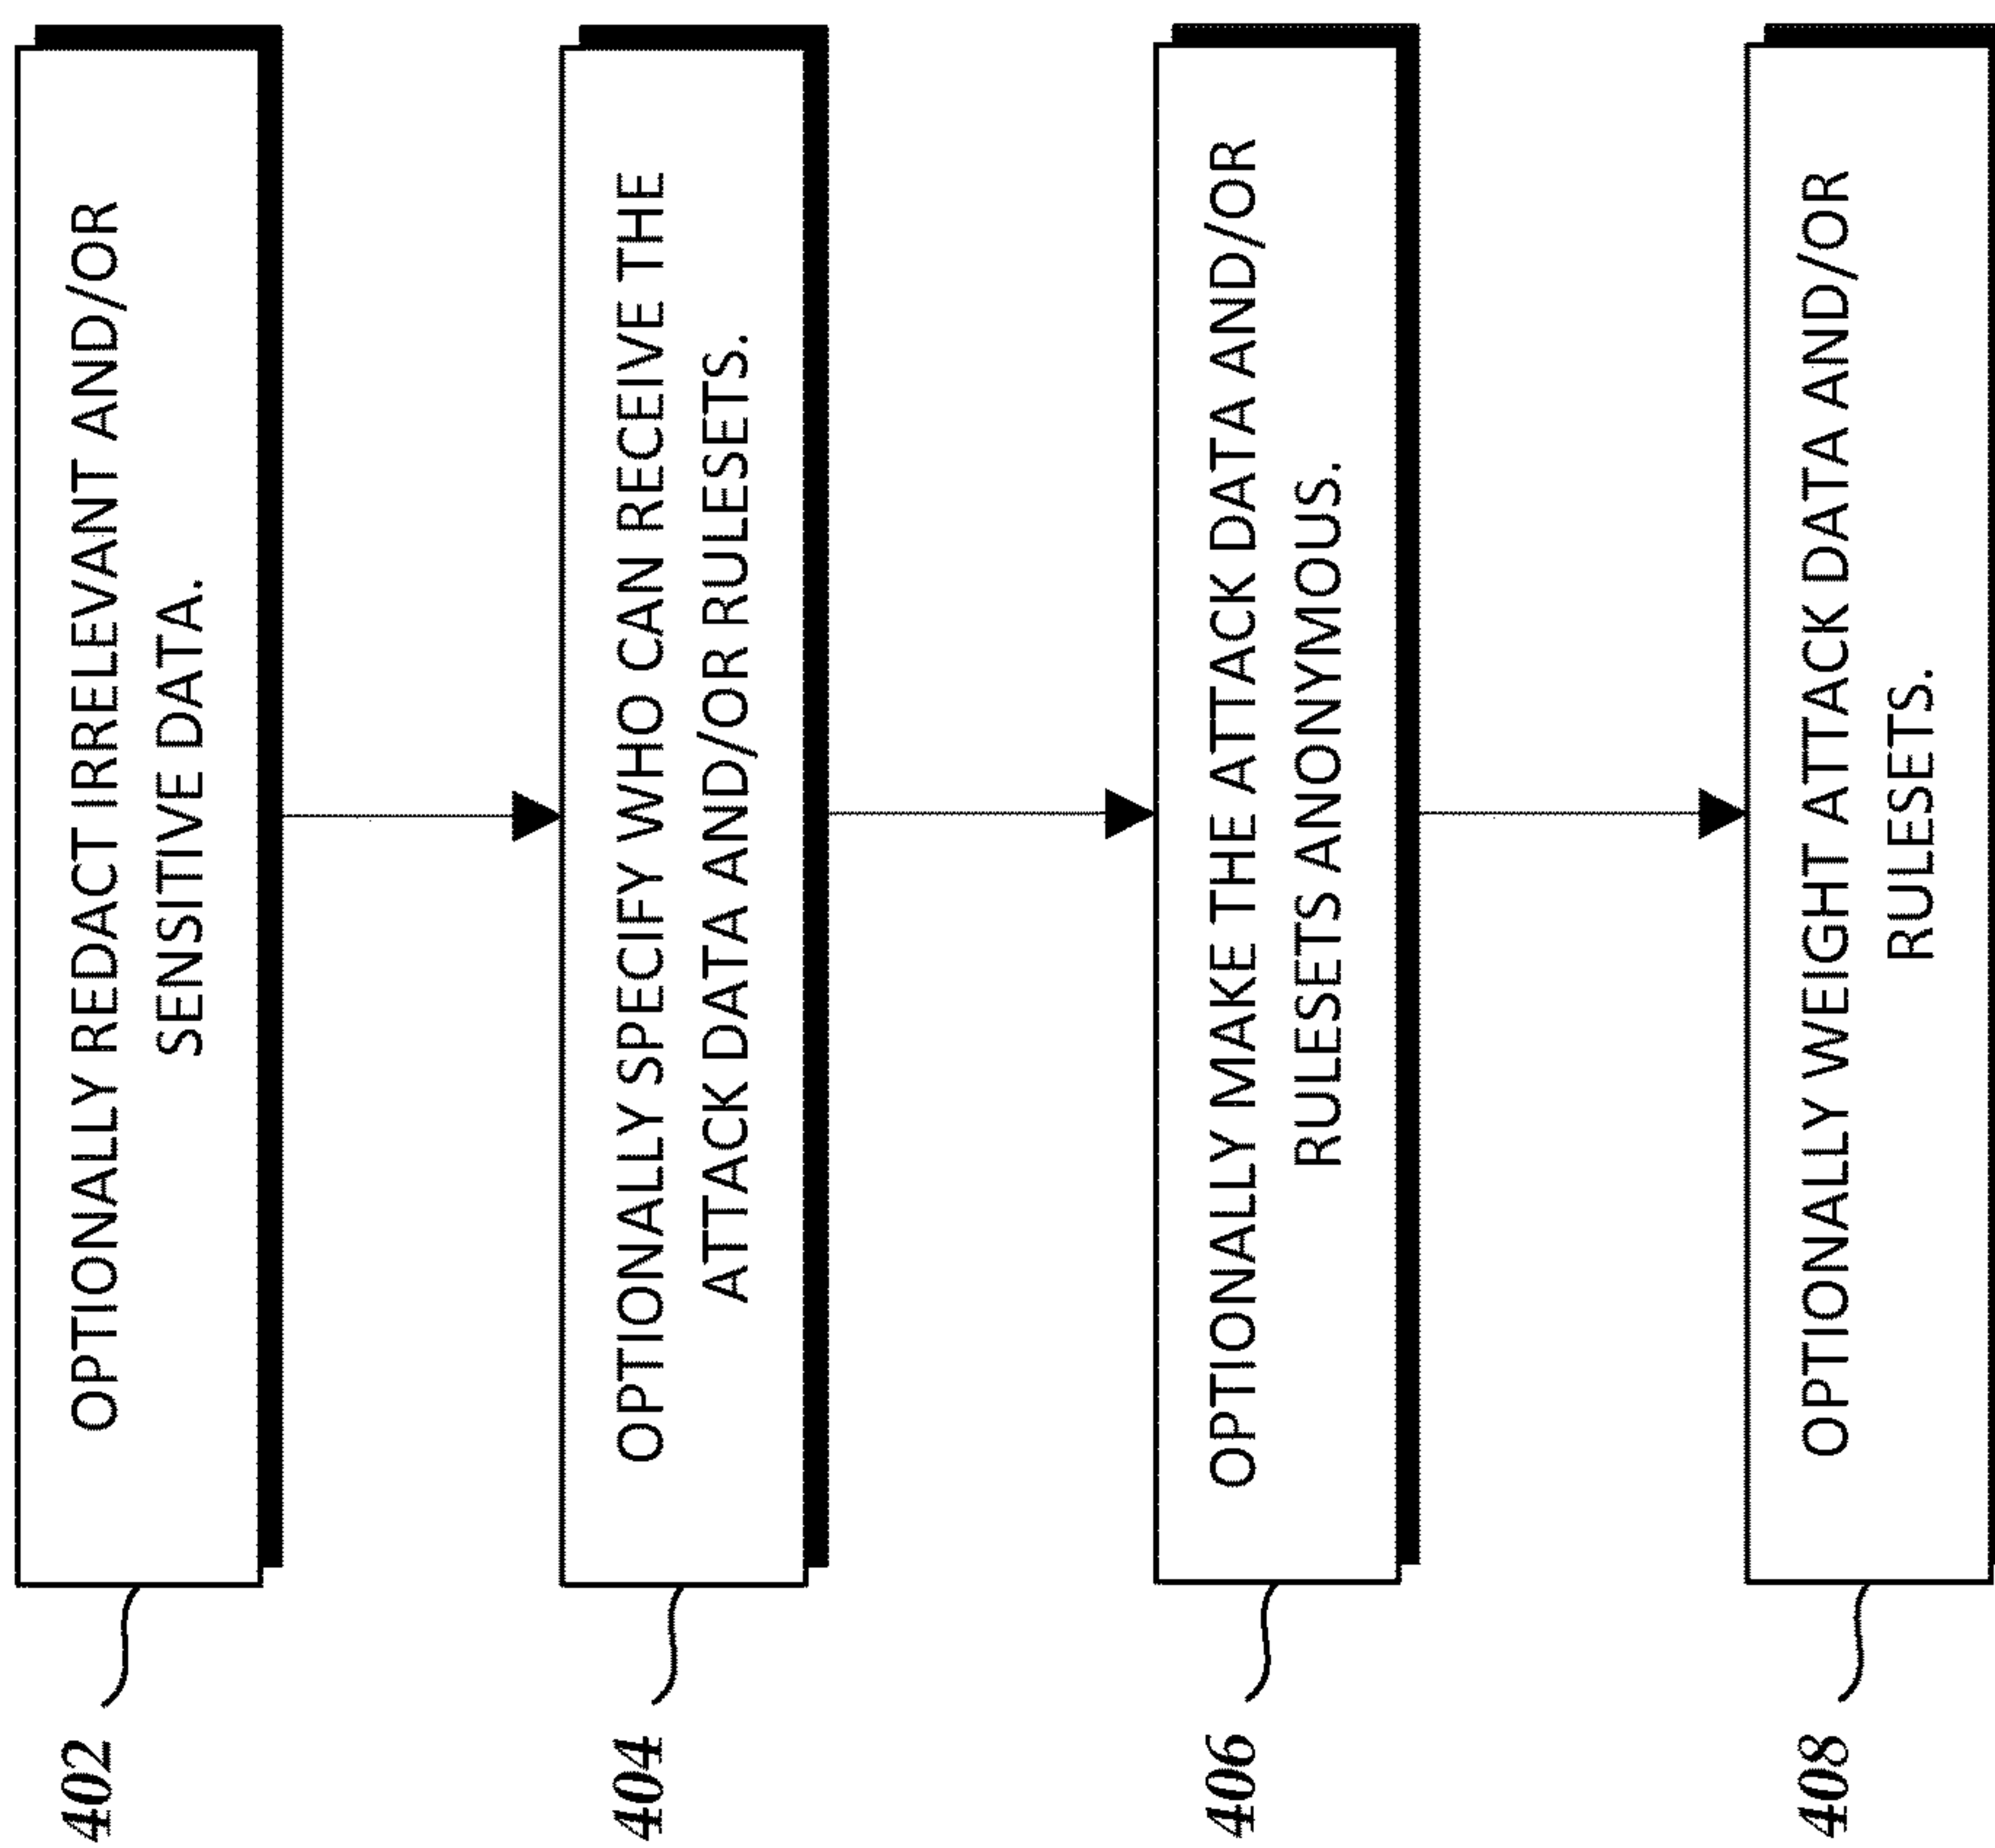 402
OPTIONALLY REDACT IRRELEVANT AND/OR
SENSITIVE DATA.
404
OPTIONALLY SPECIFY WHO CAN RECEIVE THE
ATTACK DATA AND/OR RULESETS.
406
OPTIONALLY MAKE THE ATTACK DATA AND/OR
RULESETS ANONYMOUS.
408
OPTIONALLY WEIGHT ATTACK DATA AND/OR
RULESETS.